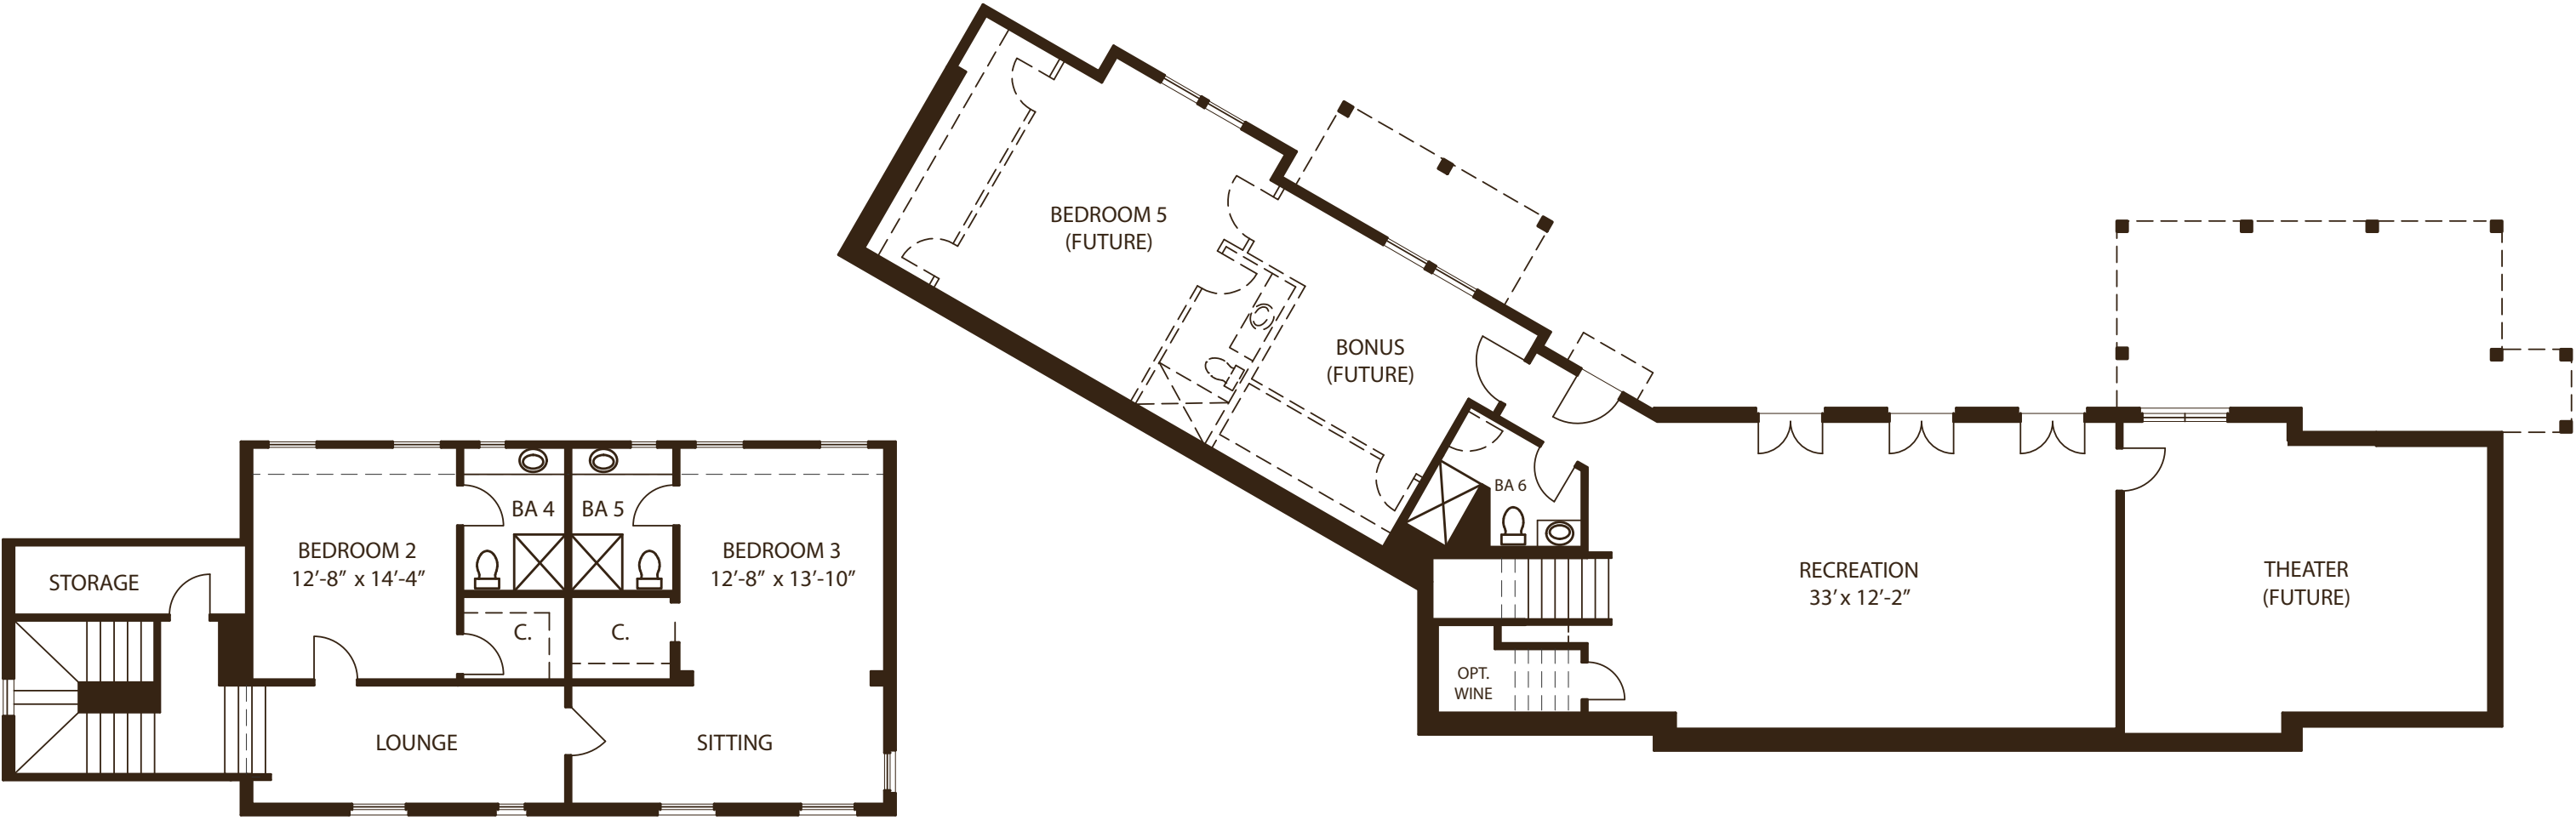 STORAGE
BEDROOM 2
12'-8" x 14'-4"
BA 4
BA 5
BEDROOM 3
12'-8" x 13'-10"
C.
C.
LOUNGE
SITTING
BEDROOM 5
(FUTURE)
BONUS
(FUTURE)
BA 6
OPT.
WINE
RECREATION
33' x 12'-2"
THEATER
(FUTURE)